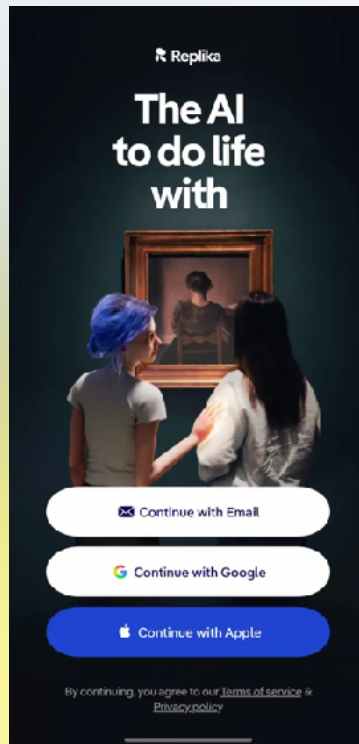 Replika
The AI
to do life
with
Continue with Email
Continue with Google
Continue with Apple
By continuing, you agree to our Terms of service &
Privacy policy